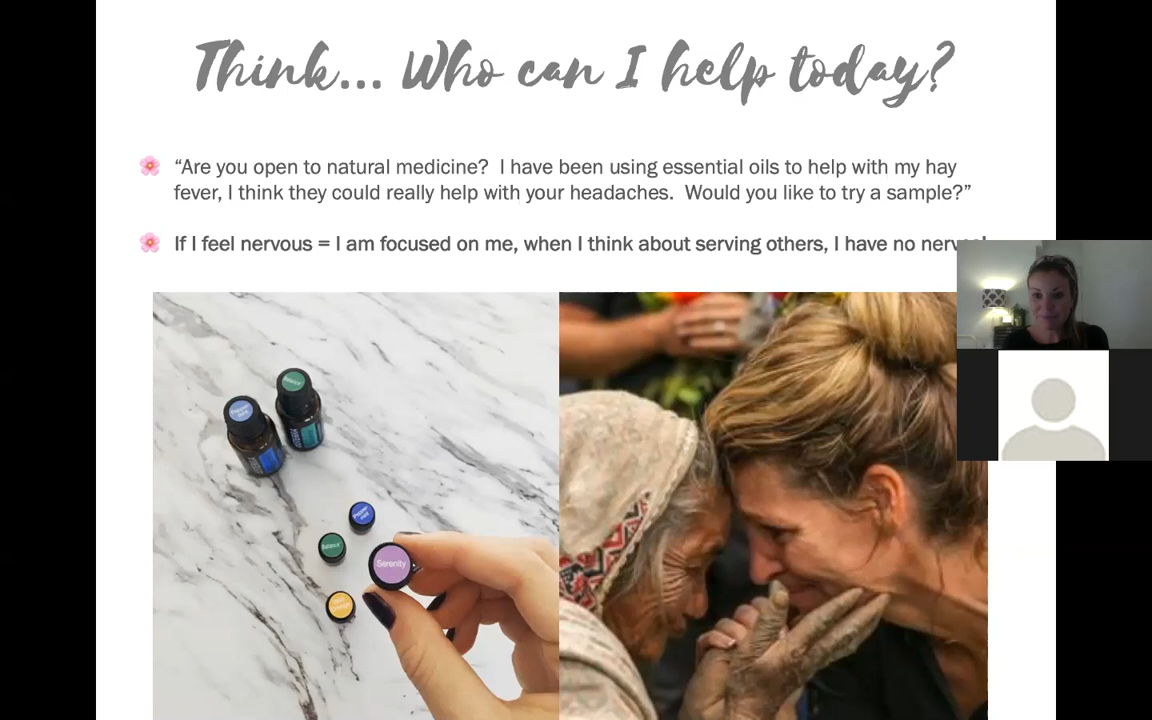 Think... Who can I help today?
“Are you open to natural medicine?  I have been using essential oils to help with my hay
fever, I think they could really help with your headaches.  Would you like to try a sample?”
If I feel nervous = I am focused on me, when I think about serving others, I have no
Serenity